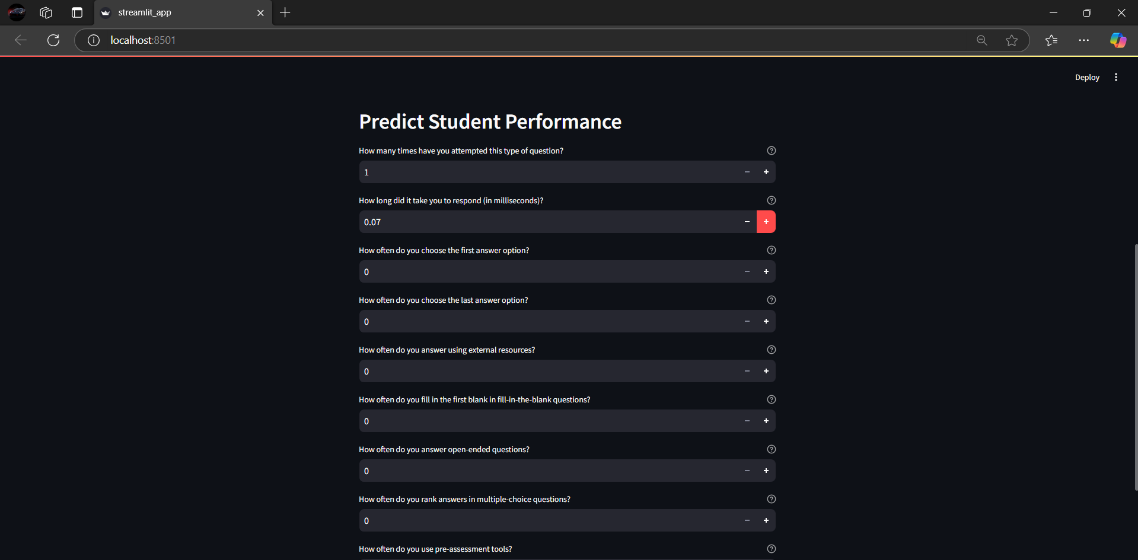 streamlit_app
localhost:8501
Deploy
Predict Student Performance
How many times have you attempted this type of question?
1
How long did it take you to respond (in milliseconds)?
0.07
How often do you choose the first answer option?
0
How often do you choose the last answer option?
0
How often do you answer using external resources?
0
How often do you fill in the first blank in fill-in-the-blank questions?
0
How often do you answer open-ended questions?
0
How often do you rank answers in multiple-choice questions?
0
How often do you use pre-assessment tools?